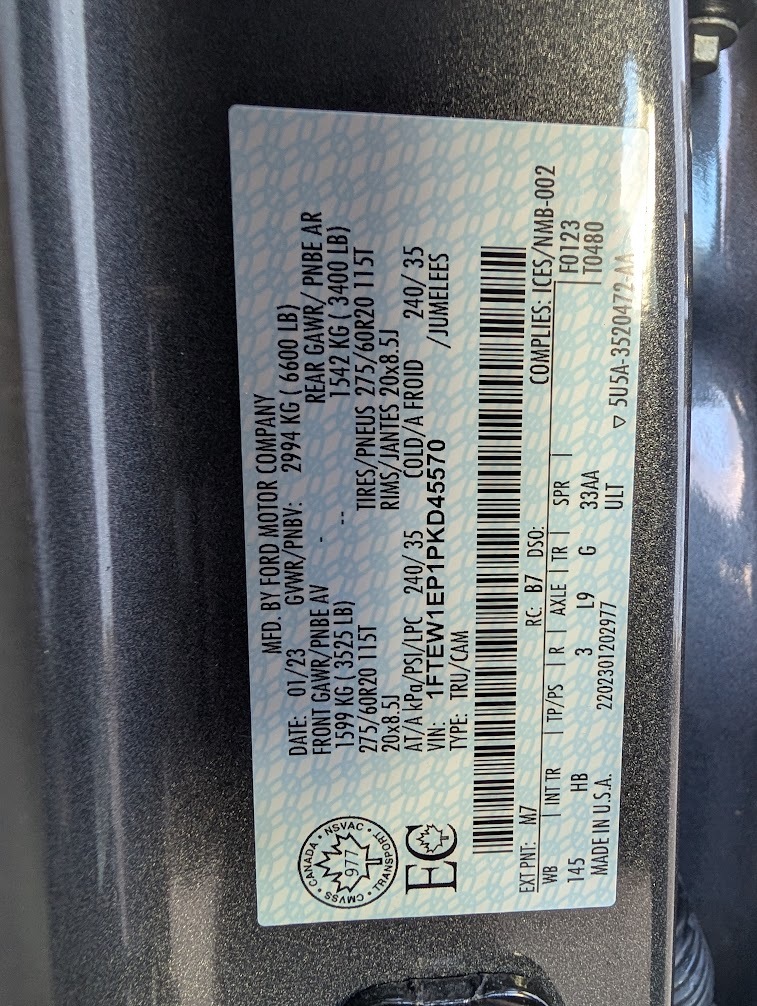 MFD. BY FORD MOTOR COMPANY
DATE: 01/23 GVWR/PNBV: 2994 KG ( 6600 LB)
FRONT GAWR/PNBE AV - REAR GAWR/ PNBE AR
1599 KG ( 3525 LB) -- 1542 KG ( 3400 LB)
275/60R20 115T TIRES/PNEUS 275/60R20 115T
20x8.5J RIMS/JANTES 20x8.5J
AT/A kPa/PSI/LPC 240/ 35 COLD/A FROID 240/ 35
VIN: 1FTEW1EP1PKD45570 /JUMELEES
TYPE: TRU/CAM
CANADA • NSVAC • TRANSPORT • CMVSS •
977
EC
COMPLIES: ICES/NMB-002
EXT PNT: M7 RC: B7 DSO:
WB | INT TR | TP/PS | R | AXLE | TR | SPR | F0123
145 HB 3 L9 G 33AA T0480
MADE IN U.S.A. 2202301202977 ULT
▽ 5U5A-3520472-AA